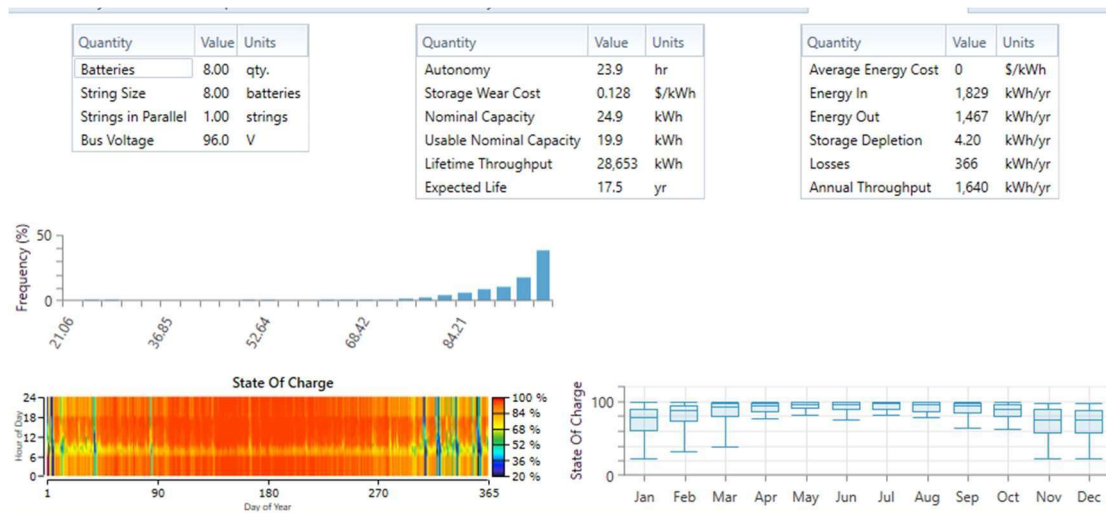 Quantity Value Units
Batteries 8.00 qty.
String Size 8.00 batteries
Strings in Parallel 1.00 strings
Bus Voltage 96.0 V
Quantity Value Units
Autonomy 23.9 hr
Storage Wear Cost 0.128 $/kWh
Nominal Capacity 24.9 kWh
Usable Nominal Capacity 19.9 kWh
Lifetime Throughput 28,653 kWh
Expected Life 17.5 yr
Quantity Value Units
Average Energy Cost 0 $/kWh
Energy In 1,829 kWh/yr
Energy Out 1,467 kWh/yr
Storage Depletion 4.20 kWh/yr
Losses 366 kWh/yr
Annual Throughput 1,640 kWh/yr
Frequency (%)
50
0
21.06 36.85 52.64 68.42 84.21
State Of Charge
Hour of Day
24
18
12
6
0
1 90 180 270 365
Day of Year
100 %
84 %
68 %
52 %
36 %
20 %
State Of Charge
100
0
Jan Feb Mar Apr May Jun Jul Aug Sep Oct Nov Dec